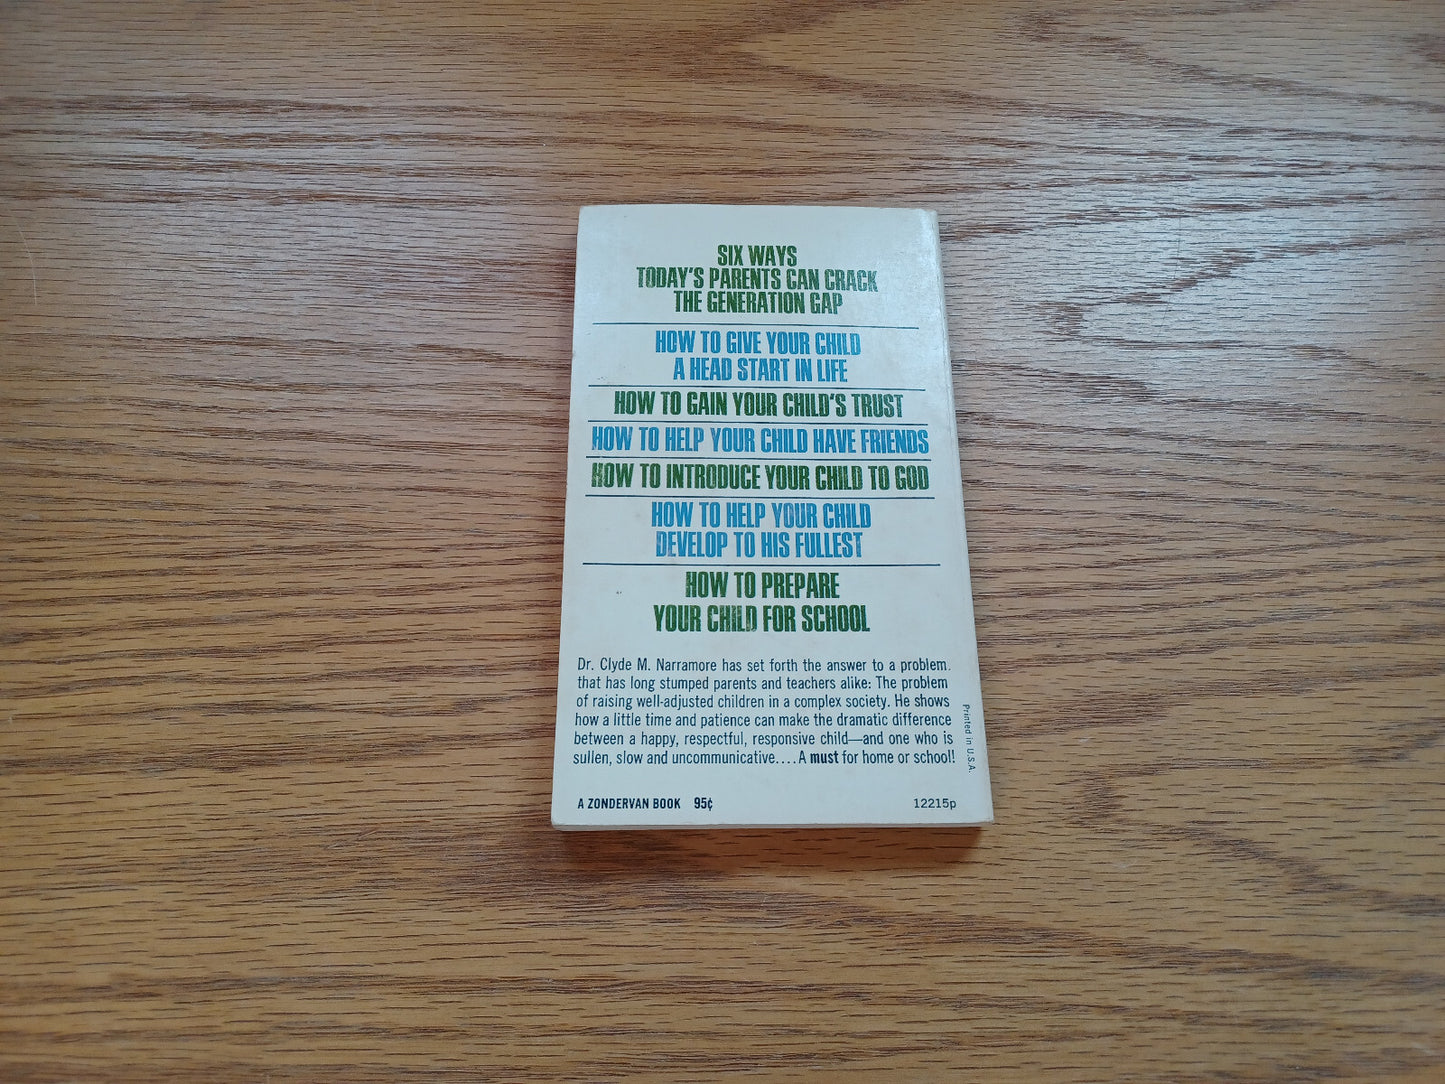 SIX WAYS
TODAY'S PARENTS CAN CRACK
THE GENERATION GAP
HOW TO GIVE YOUR CHILD
A HEAD START IN LIFE
HOW TO GAIN YOUR CHILD'S TRUST
HOW TO HELP YOUR CHILD HAVE FRIENDS
HOW TO INTRODUCE YOUR CHILD TO GOD
HOW TO HELP YOUR CHILD
DEVELOP TO HIS FULLEST
HOW TO PREPARE
YOUR CHILD FOR SCHOOL
Dr. Clyde M. Narramore has set forth the answer to a problem
that has long stumped parents and teachers alike: The problem
of raising well-adjusted children in a complex society. He shows
how a little time and patience can make the dramatic difference
between a happy, respectful, responsive child—and one who is
sullen, slow and uncommunicative....A must for home or school!
Printed in U.S.A.
A ZONDERVAN BOOK 95¢
12215p